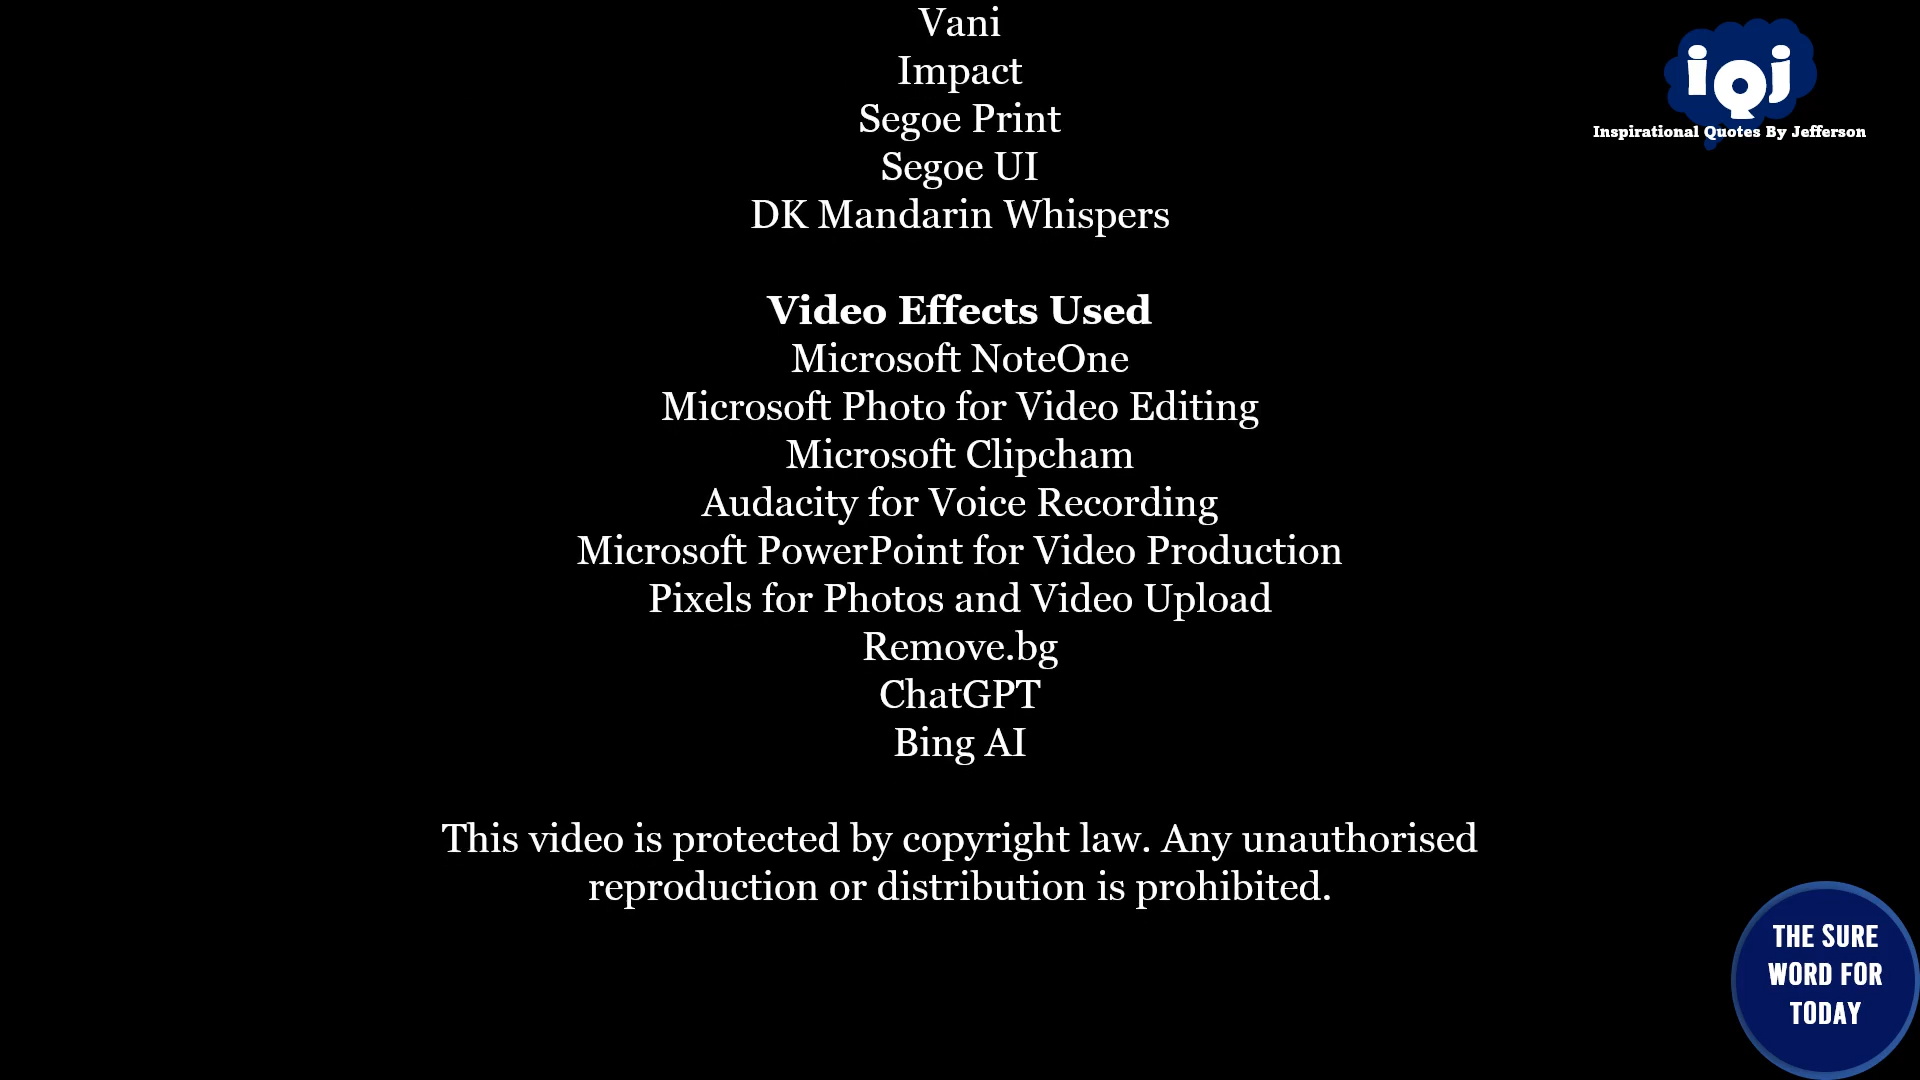 Vani
Impact
Segoe Print
Segoe UI
DK Mandarin Whispers
Video Effects Used
Microsoft NoteOne
Microsoft Photo for Video Editing
Microsoft Clipcham
Audacity for Voice Recording
Microsoft PowerPoint for Video Production
Pixels for Photos and Video Upload
Remove.bg
ChatGPT
Bing AI
This video is protected by copyright law. Any unauthorised
reproduction or distribution is prohibited.
iQj
Inspirational Quotes By Jefferson
THE SURE
WORD FOR
TODAY